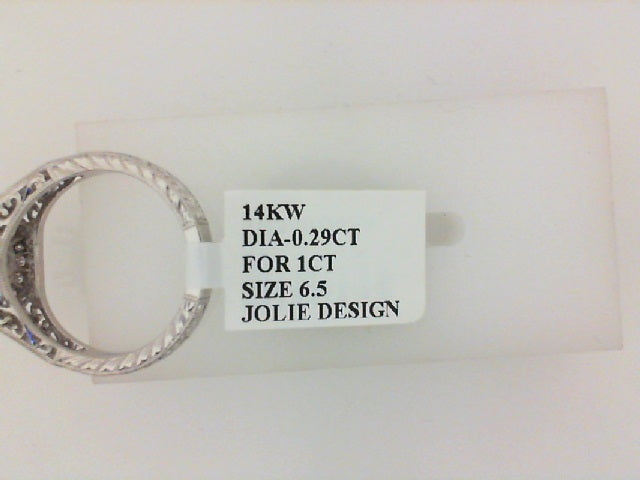 14KW
DIA-0.29CT
FOR 1CT
SIZE 6.5
JOLIE DESIGN